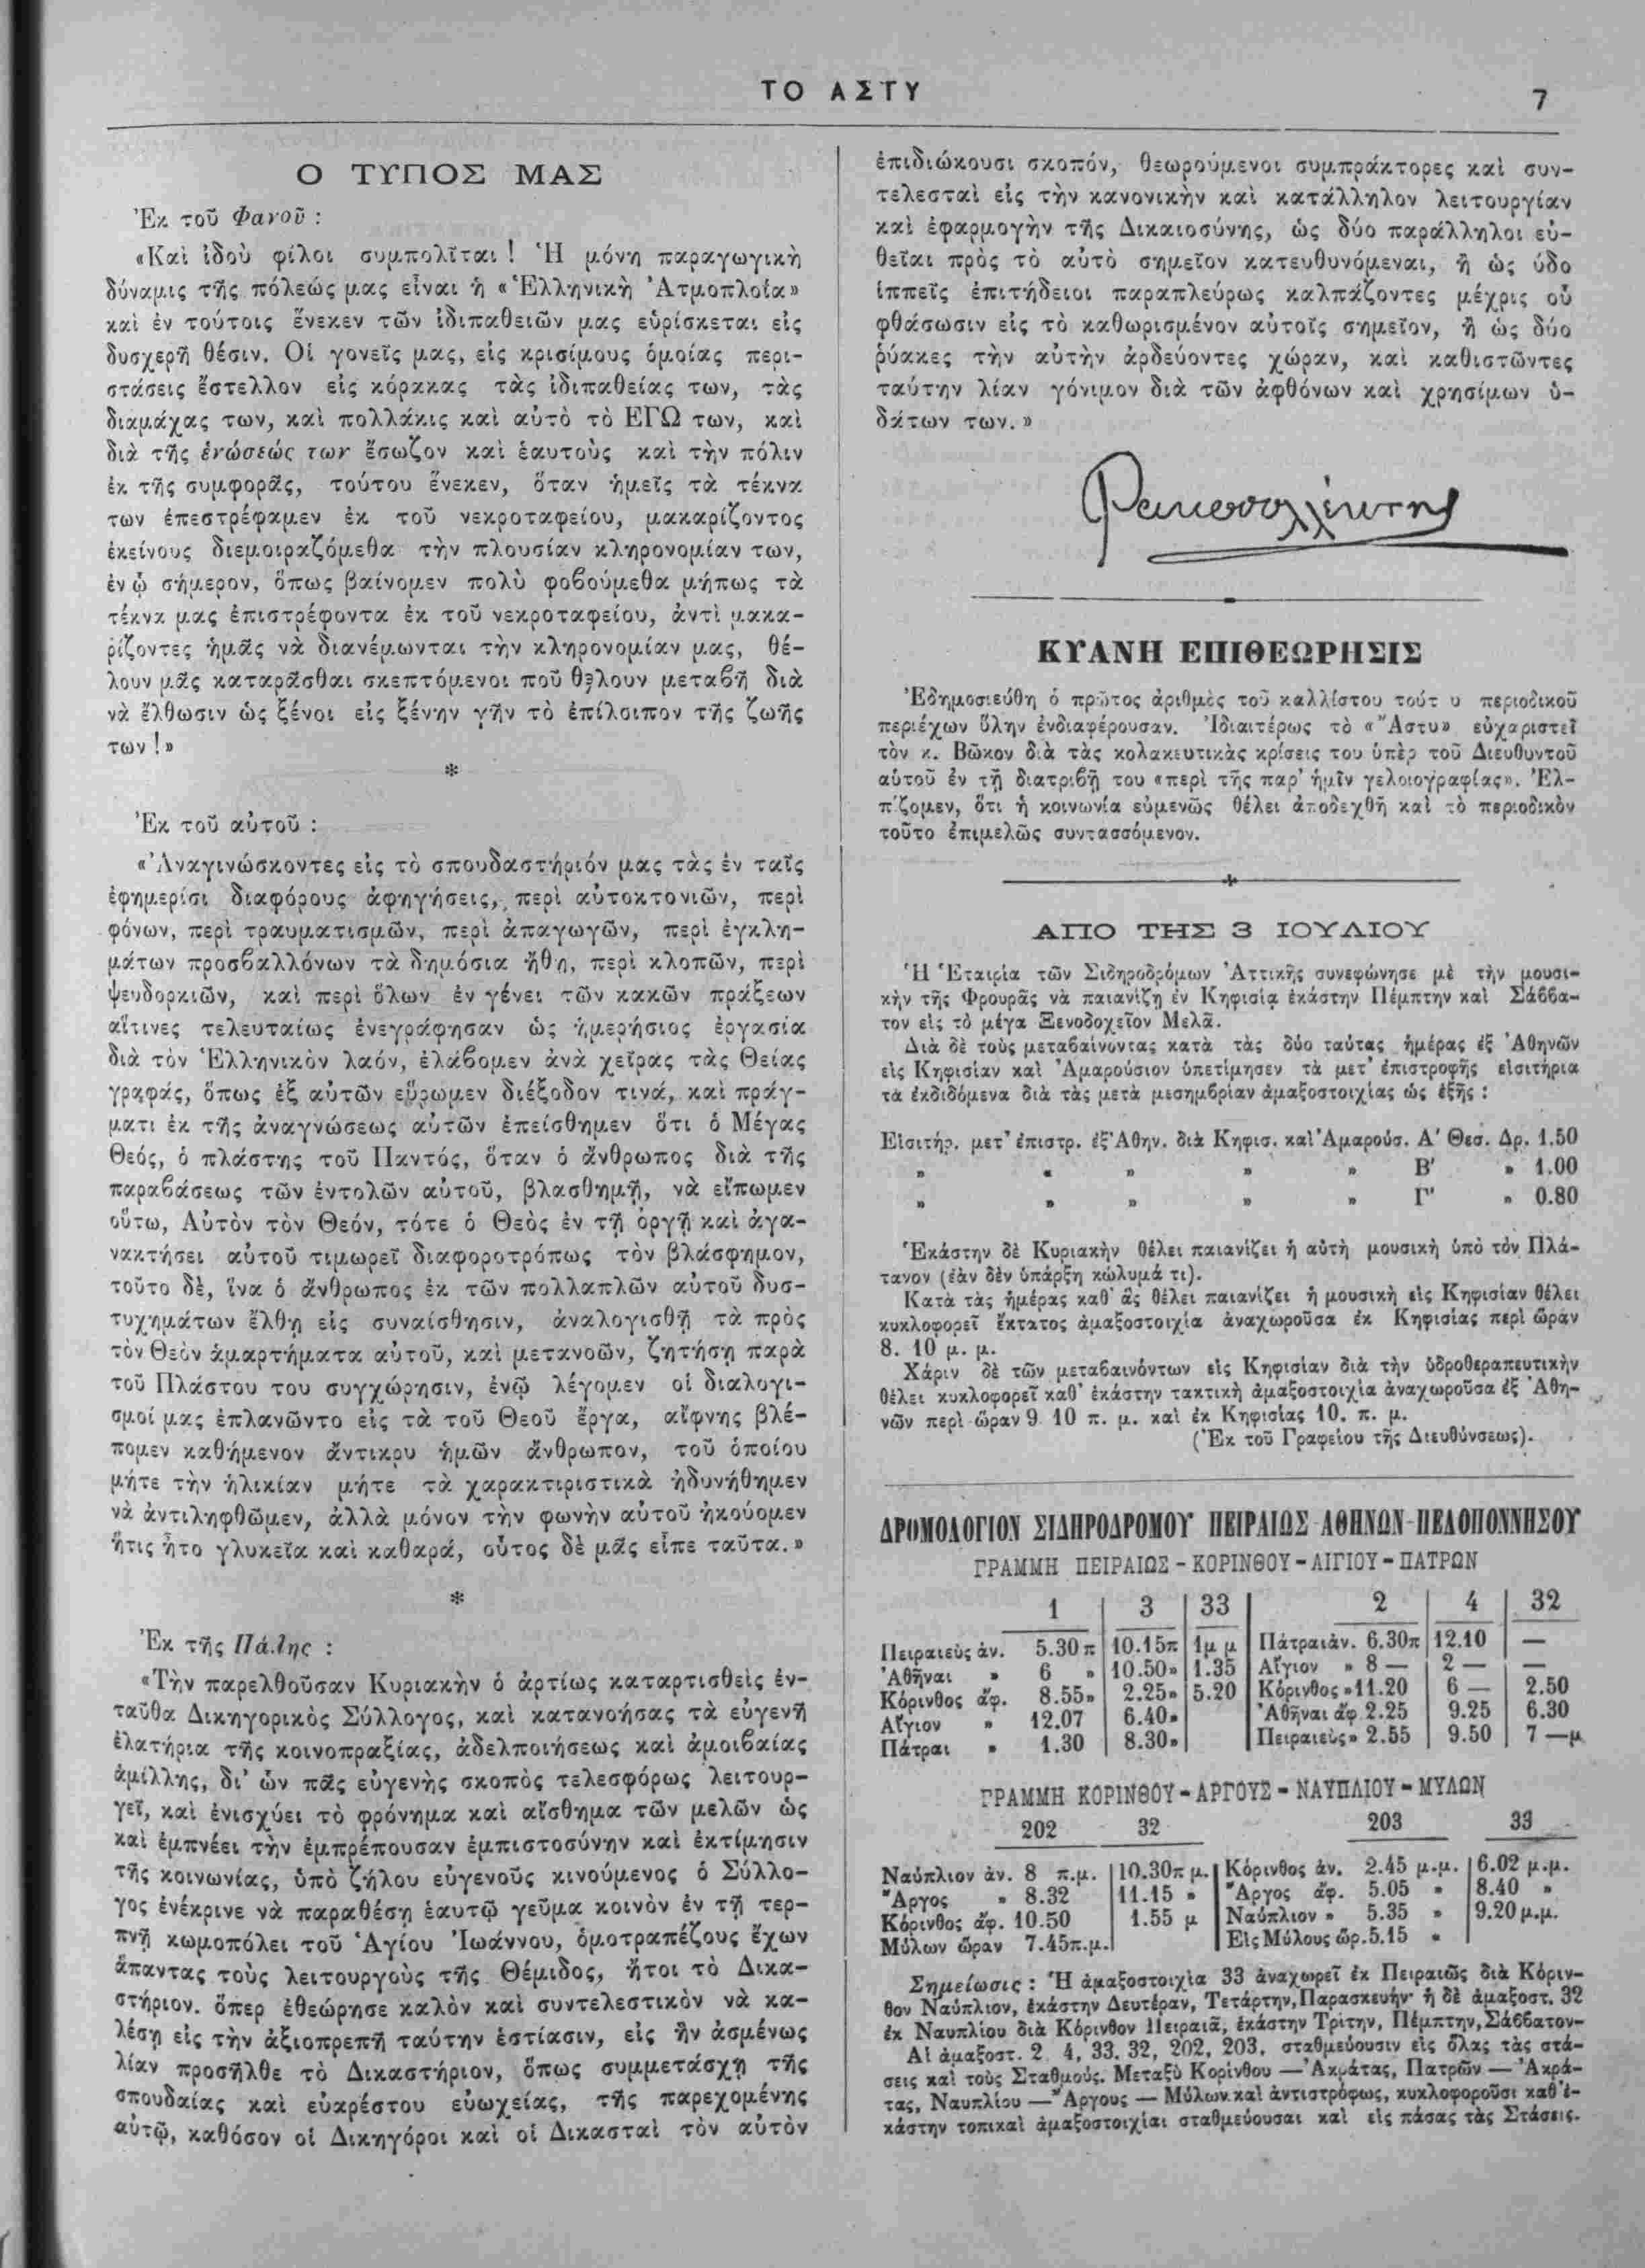 ΤΟ ΑΣΤΥ
7
Ο ΤΥΠΟΣ ΜΑΣ
Ἐκ τοῦ Φανοῦ :
«Καὶ ἰδοὺ φίλοι συμπολῖται ! Ἡ μόνη παραγωγικὴ
δύναμις τῆς πόλεώς μας εἶναι ἡ «Ἑλληνικὴ Ἀτμοπλοΐα»
καὶ ἐν τούτοις ἕνεκεν τῶν ἰδιπαθειῶν μας εὑρίσκεται εἰς
δυσχερῆ θέσιν. Οἱ γονεῖς μας, εἰς κρισίμους ὁμοίας περι-
στάσεις ἔστελλον εἰς κόρακας τὰς ἰδιπαθείας των, τὰς
διαμάχας των, καὶ πολλάκις καὶ αὐτὸ τὸ ΕΓΩ των, καὶ
διὰ τῆς ἑνώσεώς των ἔσωζον καὶ ἑαυτοὺς καὶ τὴν πόλιν
ἐκ τῆς συμφορᾶς, τούτου ἕνεκεν, ὅταν ἡμεῖς τὰ τέκνα
των ἐπεστρέφαμεν ἐκ τοῦ νεκροταφείου, μακαρίζοντος
ἐκείνους διεμοιραζόμεθα τὴν πλουσίαν κληρονομίαν των,
ἐν ᾧ σήμερον, ὅπως βαίνομεν πολὺ φοβούμεθα μήπως τὰ
τέκνα μας ἐπιστρέφοντα ἐκ τοῦ νεκροταφείου, ἀντὶ μακα-
ρίζοντες ἡμᾶς νὰ διανέμωνται τὴν κληρονομίαν μας, θέ-
λουν μᾶς καταρᾶσθαι σκεπτόμενοι ποῦ θέλουν μεταβῆ διὰ
νὰ ἔλθωσιν ὡς ξένοι εἰς ξένην γῆν τὸ ἐπίλοιπον τῆς ζωῆς
των !»
*
Ἐκ τοῦ αὐτοῦ :
«Ἀναγινώσκοντες εἰς τὸ σπουδαστήριόν μας τὰς ἐν ταῖς
ἐφημερίσι διαφόρους ἀφηγήσεις, περὶ αὐτοκτονιῶν, περὶ
φόνων, περὶ τραυματισμῶν, περὶ ἀπαγωγῶν, περὶ ἐγκλη-
μάτων προσβαλλόνων τὰ δημόσια ἤθη, περὶ κλοπῶν, περὶ
ψευδορκιῶν, καὶ περὶ ὅλων ἐν γένει τῶν κακῶν πράξεων
αἵτινες τελευταίως ἐνεγράφησαν ὡς ἡμερήσιος ἐργασία
διὰ τὸν Ἑλληνικὸν λαόν, ἐλάβομεν ἀνὰ χεῖρας τὰς Θείας
γραφάς, ὅπως ἐξ αὐτῶν εὕρωμεν διέξοδον τινά, καὶ πράγ-
ματι ἐκ τῆς ἀναγνώσεως αὐτῶν ἐπείσθημεν ὅτι ὁ Μέγας
Θεός, ὁ πλάστης τοῦ Παντός, ὅταν ὁ ἄνθρωπος διὰ τῆς
παραβάσεως τῶν ἐντολῶν αὐτοῦ, βλασθημῇ, νὰ εἴπωμεν
οὕτω, Αὐτὸν τὸν Θεόν, τότε ὁ Θεὸς ἐν τῇ ὀργῇ καὶ ἀγα-
νακτήσει αὐτοῦ τιμωρεῖ διαφοροτρόπως τὸν βλάσφημον,
τοῦτο δὲ, ἵνα ὁ ἄνθρωπος ἐκ τῶν πολλαπλῶν αὐτοῦ δυσ-
τυχημάτων ἔλθῃ εἰς συναίσθησιν, ἀναλογισθῇ τὰ πρὸς
τὸν Θεὸν ἁμαρτήματα αὐτοῦ, καὶ μετανοῶν, ζητήσῃ παρὰ
τοῦ Πλάστου του συγχώρησιν, ἐνῷ λέγομεν οἱ διαλογι-
σμοί μας ἐπλανῶντο εἰς τὰ τοῦ Θεοῦ ἔργα, αἴφνης βλέ-
πομεν καθήμενον ἄντικρυ ἡμῶν ἄνθρωπον, τοῦ ὁποίου
μήτε τὴν ἡλικίαν μήτε τὰ χαρακτιριστικὰ ἠδυνήθημεν
νὰ ἀντιληφθῶμεν, ἀλλὰ μόνον τὴν φωνὴν αὐτοῦ ἠκούομεν
ἥτις ἦτο γλυκεῖα καὶ καθαρά, οὗτος δὲ μᾶς εἶπε ταῦτα.»
*
Ἐκ τῆς Πάλης :
«Τὴν παρελθοῦσαν Κυριακὴν ὁ ἀρτίως καταρτισθεὶς ἐν-
ταῦθα Δικηγορικὸς Σύλλογος, καὶ κατανοήσας τὰ εὐγενῆ
ἐλατήρια τῆς κοινοπραξίας, ἀδελποιήσεως καὶ ἀμοιβαίας
ἁμίλλης, δι' ὧν πᾶς εὐγενὴς σκοπὸς τελεσφόρως λειτουρ-
γεῖ, καὶ ἐνισχύει τὸ φρόνημα καὶ αἴσθημα τῶν μελῶν ὡς
καὶ ἐμπνέει τὴν ἐμπρέπουσαν ἐμπιστοσύνην καὶ ἐκτίμησιν
τῆς κοινωνίας, ὑπὸ ζήλου εὐγενοῦς κινούμενος ὁ Σύλλο-
γος ἐνέκρινε νὰ παραθέσῃ ἑαυτῷ γεῦμα κοινὸν ἐν τῇ τερ-
πνῇ κωμοπόλει τοῦ Ἁγίου Ἰωάννου, ὁμοτραπέζους ἔχων
ἅπαντας τοὺς λειτουργοὺς τῆς Θέμιδος, ἤτοι τὸ Δικα-
στήριον. ὅπερ ἐθεώρησε καλὸν καὶ συντελεστικὸν νὰ κα-
λέσῃ εἰς τὴν ἀξιοπρεπῆ ταύτην ἑστίασιν, εἰς ἣν ἀσμένως
λίαν προσῆλθε τὸ Δικαστήριον, ὅπως συμμετάσχῃ τῆς
σπουδαίας καὶ εὐαρέστου εὐωχείας, τῆς παρεχομένης
αὐτῷ, καθόσον οἱ Δικηγόροι καὶ οἱ Δικασταὶ τὸν αὐτὸν
ἐπιδιώκουσι σκοπόν, θεωρούμενοι συμπράκτορες καὶ συν-
τελεσταὶ εἰς τὴν κανονικὴν καὶ κατάλληλον λειτουργίαν
καὶ ἐφαρμογὴν τῆς Δικαιοσύνης, ὡς δύο παράλληλοι εὐ-
θεῖαι πρὸς τὸ αὐτὸ σημεῖον κατευθυνόμεναι, ἢ ὡς ὑδο
ἱππεῖς ἐπιτήδειοι παραπλεύρως καλπάζοντες μέχρις οὗ
φθάσωσιν εἰς τὸ καθωρισμένον αὐτοῖς σημεῖον, ἢ ὡς δύο
ῥύακες τὴν αὐτὴν ἀρδεύοντες χώραν, καὶ καθιστῶντες
ταύτην λίαν γόνιμον διὰ τῶν ἀφθόνων καὶ χρησίμων ὑ-
δάτων των.»
Ρακοσυλλέκτης
ΚΥΑΝΗ ΕΠΙΘΕΩΡΗΣΙΣ
Ἐδημοσιεύθη ὁ πρῶτος ἀριθμὸς τοῦ καλλίστου τούτ υ περιοδικοῦ
περιέχων ὕλην ἐνδιαφέρουσαν. Ἰδιαιτέρως τὸ «Ἄστυ» εὐχαριστεῖ
τὸν κ. Βῶκον διὰ τὰς κολακευτικὰς κρίσεις του ὑπὲρ τοῦ Διευθυντοῦ
αὑτοῦ ἐν τῇ διατριβῇ του «περὶ τῆς παρ' ἡμῖν γελοιογραφίας». Ἐλ-
πίζομεν, ὅτι ἡ κοινωνία εὐμενῶς θέλει ἀποδεχθῆ καὶ τὸ περιοδικὸν
τοῦτο ἐπιμελῶς συντασσόμενον.
ΑΠΟ ΤΗΣ 3 ΙΟΥΛΙΟΥ
Ἡ Ἑταιρία τῶν Σιδηροδρόμων Ἀττικῆς συνεφώνησε μὲ τὴν μουσι-
κὴν τῆς Φρουρᾶς νὰ παιανίζῃ ἐν Κηφισίᾳ ἑκάστην Πέμπτην καὶ Σάββα-
τον εἰς τὸ μέγα Ξενοδοχεῖον Μελᾶ.
Διὰ δὲ τοὺς μεταβαίνοντας κατὰ τὰς δύο ταύτας ἡμέρας ἐξ Ἀθηνῶν
εἰς Κηφισίαν καὶ Ἀμαρούσιον ὑπετίμησεν τὰ μετ' ἐπιστροφῆς εἰσιτήρια
τὰ ἐκδιδόμενα διὰ τὰς μετὰ μεσημβρίαν ἁμαξοστοιχίας ὡς ἑξῆς :
Εἰσιτήρ. μετ' ἐπιστρ. ἐξ Ἀθην. διὰ Κηφισ. καὶ Ἀμαρούσ. Α' Θεσ. Δρ. 1.50
» » » » » Β' » 1.00
» » » » » Γ' » 0.80
Ἑκάστην δὲ Κυριακὴν θέλει παιανίζει ἡ αὐτὴ μουσικὴ ὑπὸ τὸν Πλά-
τανον (ἐὰν δὲν ὑπάρξῃ κώλυμά τι).
Κατὰ τὰς ἡμέρας καθ' ἃς θέλει παιανίζει ἡ μουσικὴ εἰς Κηφισίαν θέλει
κυκλοφορεῖ ἔκτατος ἁμαξοστοιχία ἀναχωροῦσα ἐκ Κηφισίας περὶ ὥραν
8. 10 μ. μ.
Χάριν δὲ τῶν μεταβαινόντων εἰς Κηφισίαν διὰ τὴν ὑδροθεραπευτικὴν
θέλει κυκλοφορεῖ καθ' ἑκάστην τακτικὴ ἁμαξοστοιχία ἀναχωροῦσα ἐξ Ἀθη-
νῶν περὶ ὥραν 9 10 π. μ. καὶ ἐκ Κηφισίας 10. π. μ.
(Ἐκ τοῦ Γραφείου τῆς Διευθύνσεως).
ΔΡΟΜΟΛΟΓΙΟΝ ΣΙΔΗΡΟΔΡΟΜΟΥ ΠΕΙΡΑΙΩΣ-ΑΘΗΝΩΝ-ΠΕΛΟΠΟΝΝΗΣΟΥ
ΓΡΑΜΜΗ ΠΕΙΡΑΙΩΣ - ΚΟΡΙΝΘΟΥ - ΑΙΓΙΟΥ - ΠΑΤΡΩΝ
1 3 33 2 4 32
Πειραιεὺς ἀν. 5.30π 10.15π 1μ μ Πάτραι ἀν. 6.30π 12.10 —
Ἀθῆναι » 6 » 10.50» 1.35 Αἴγιον » 8 — 2 — —
Κόρινθος ἀφ. 8.55» 2.25» 5.20 Κόρινθος »11.20 6 — 2.50
Αἴγιον » 12.07 6.40» Ἀθῆναι ἀφ. 2.25 9.25 6.30
Πάτραι » 1.30 8.30» Πειραιεὺς» 2.55 9.50 7 —μ
ΓΡΑΜΜΗ ΚΟΡΙΝΘΟΥ - ΑΡΓΟΥΣ - ΝΑΥΠΛΙΟΥ - ΜΥΛΩΝ
202 32 203 33
Ναύπλιον ἀν. 8 π.μ. 10.30π μ. Κόρινθος ἀν. 2.45 μ.μ. 6.02 μ.μ.
Ἄργος » 8.32 11.15 » Ἄργος ἀφ. 5.05 » 8.40 »
Κόρινθος ἀφ. 10.50 1.55 μ Ναύπλιον » 5.35 » 9.20 μ.μ.
Μύλων ὥραν 7.45π.μ. Εἰς Μύλους ὥρ.5.15 »
Σημείωσις : Ἡ ἁμαξοστοιχία 33 ἀναχωρεῖ ἐκ Πειραιῶς διὰ Κόριν-
θον Ναύπλιον, ἑκάστην Δευτέραν, Τετάρτην, Παρασκευήν· ἡ δὲ ἁμαξοστ. 32
ἐκ Ναυπλίου διὰ Κόρινθον Πειραιᾶ, ἑκάστην Τρίτην, Πέμπτην, Σάββατον-
Αἱ ἁμαξοστ. 2 4, 33. 32, 202, 203, σταθμεύουσιν εἰς ὅλας τὰς στά-
σεις καὶ τοὺς Σταθμούς. Μεταξὺ Κορίνθου — Ἀκράτας, Πατρῶν — Ἀκρά-
τας, Ναυπλίου — Ἄργους — Μύλων καὶ ἀντιστρόφως, κυκλοφοροῦσι καθ' ἑ-
κάστην τοπικαὶ ἁμαξοστοιχίαι σταθμεύουσαι καὶ εἰς πάσας τὰς Στάσεις.